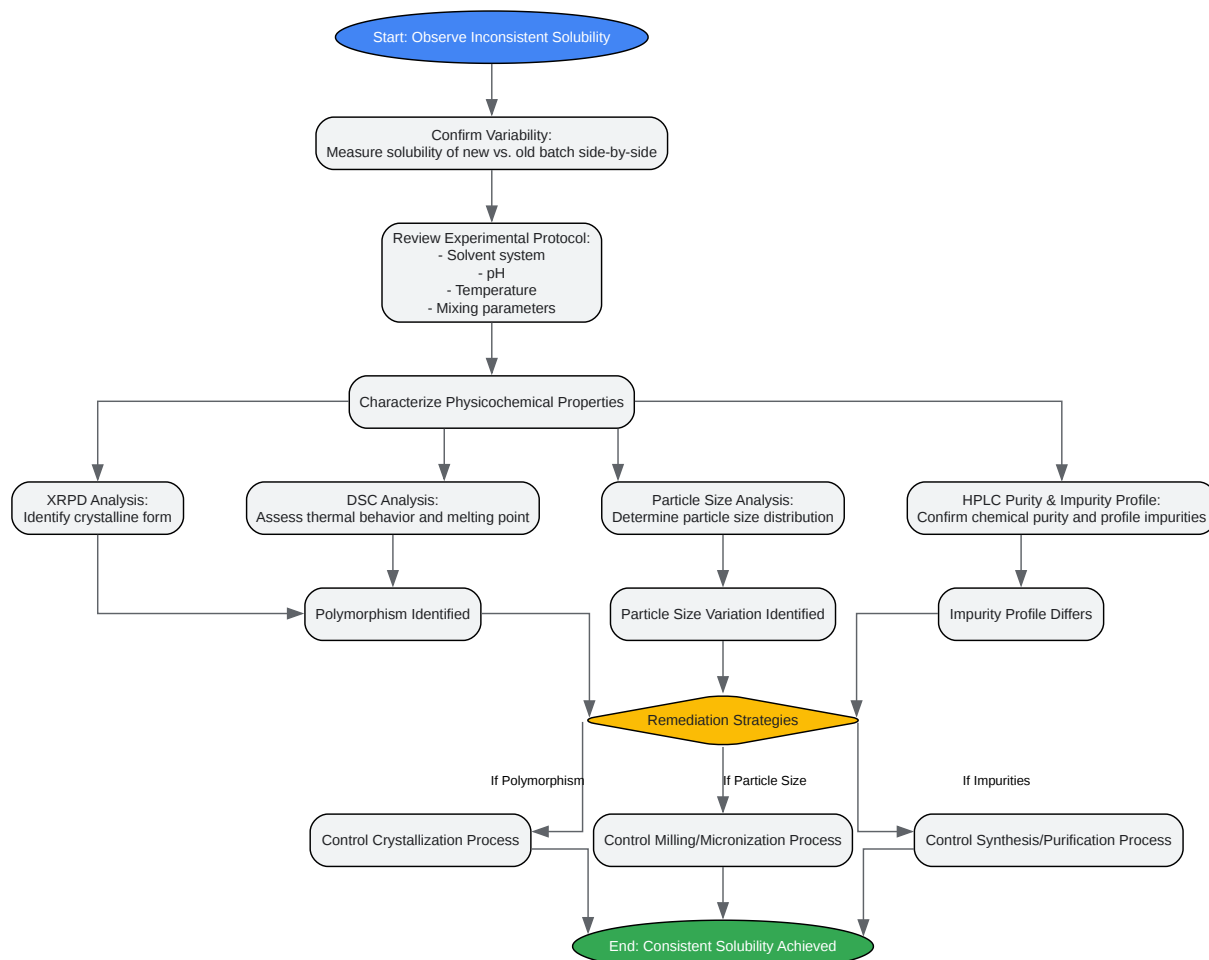 Start: Observe Inconsistent Solubility
Confirm Variability:
Measure solubility of new vs. old batch side-by-side
Review Experimental Protocol:
- Solvent system
- pH
- Temperature
- Mixing parameters
Characterize Physicochemical Properties
XRPD Analysis:
Identify crystalline form
DSC Analysis:
Assess thermal behavior and melting point
Particle Size Analysis:
Determine particle size distribution
HPLC Purity & Impurity Profile:
Confirm chemical purity and profile impurities
Polymorphism Identified
Particle Size Variation Identified
Impurity Profile Differs
Remediation Strategies
If Polymorphism
If Particle Size
If Impurities
Control Crystallization Process
Control Milling/Micronization Process
Control Synthesis/Purification Process
End: Consistent Solubility Achieved